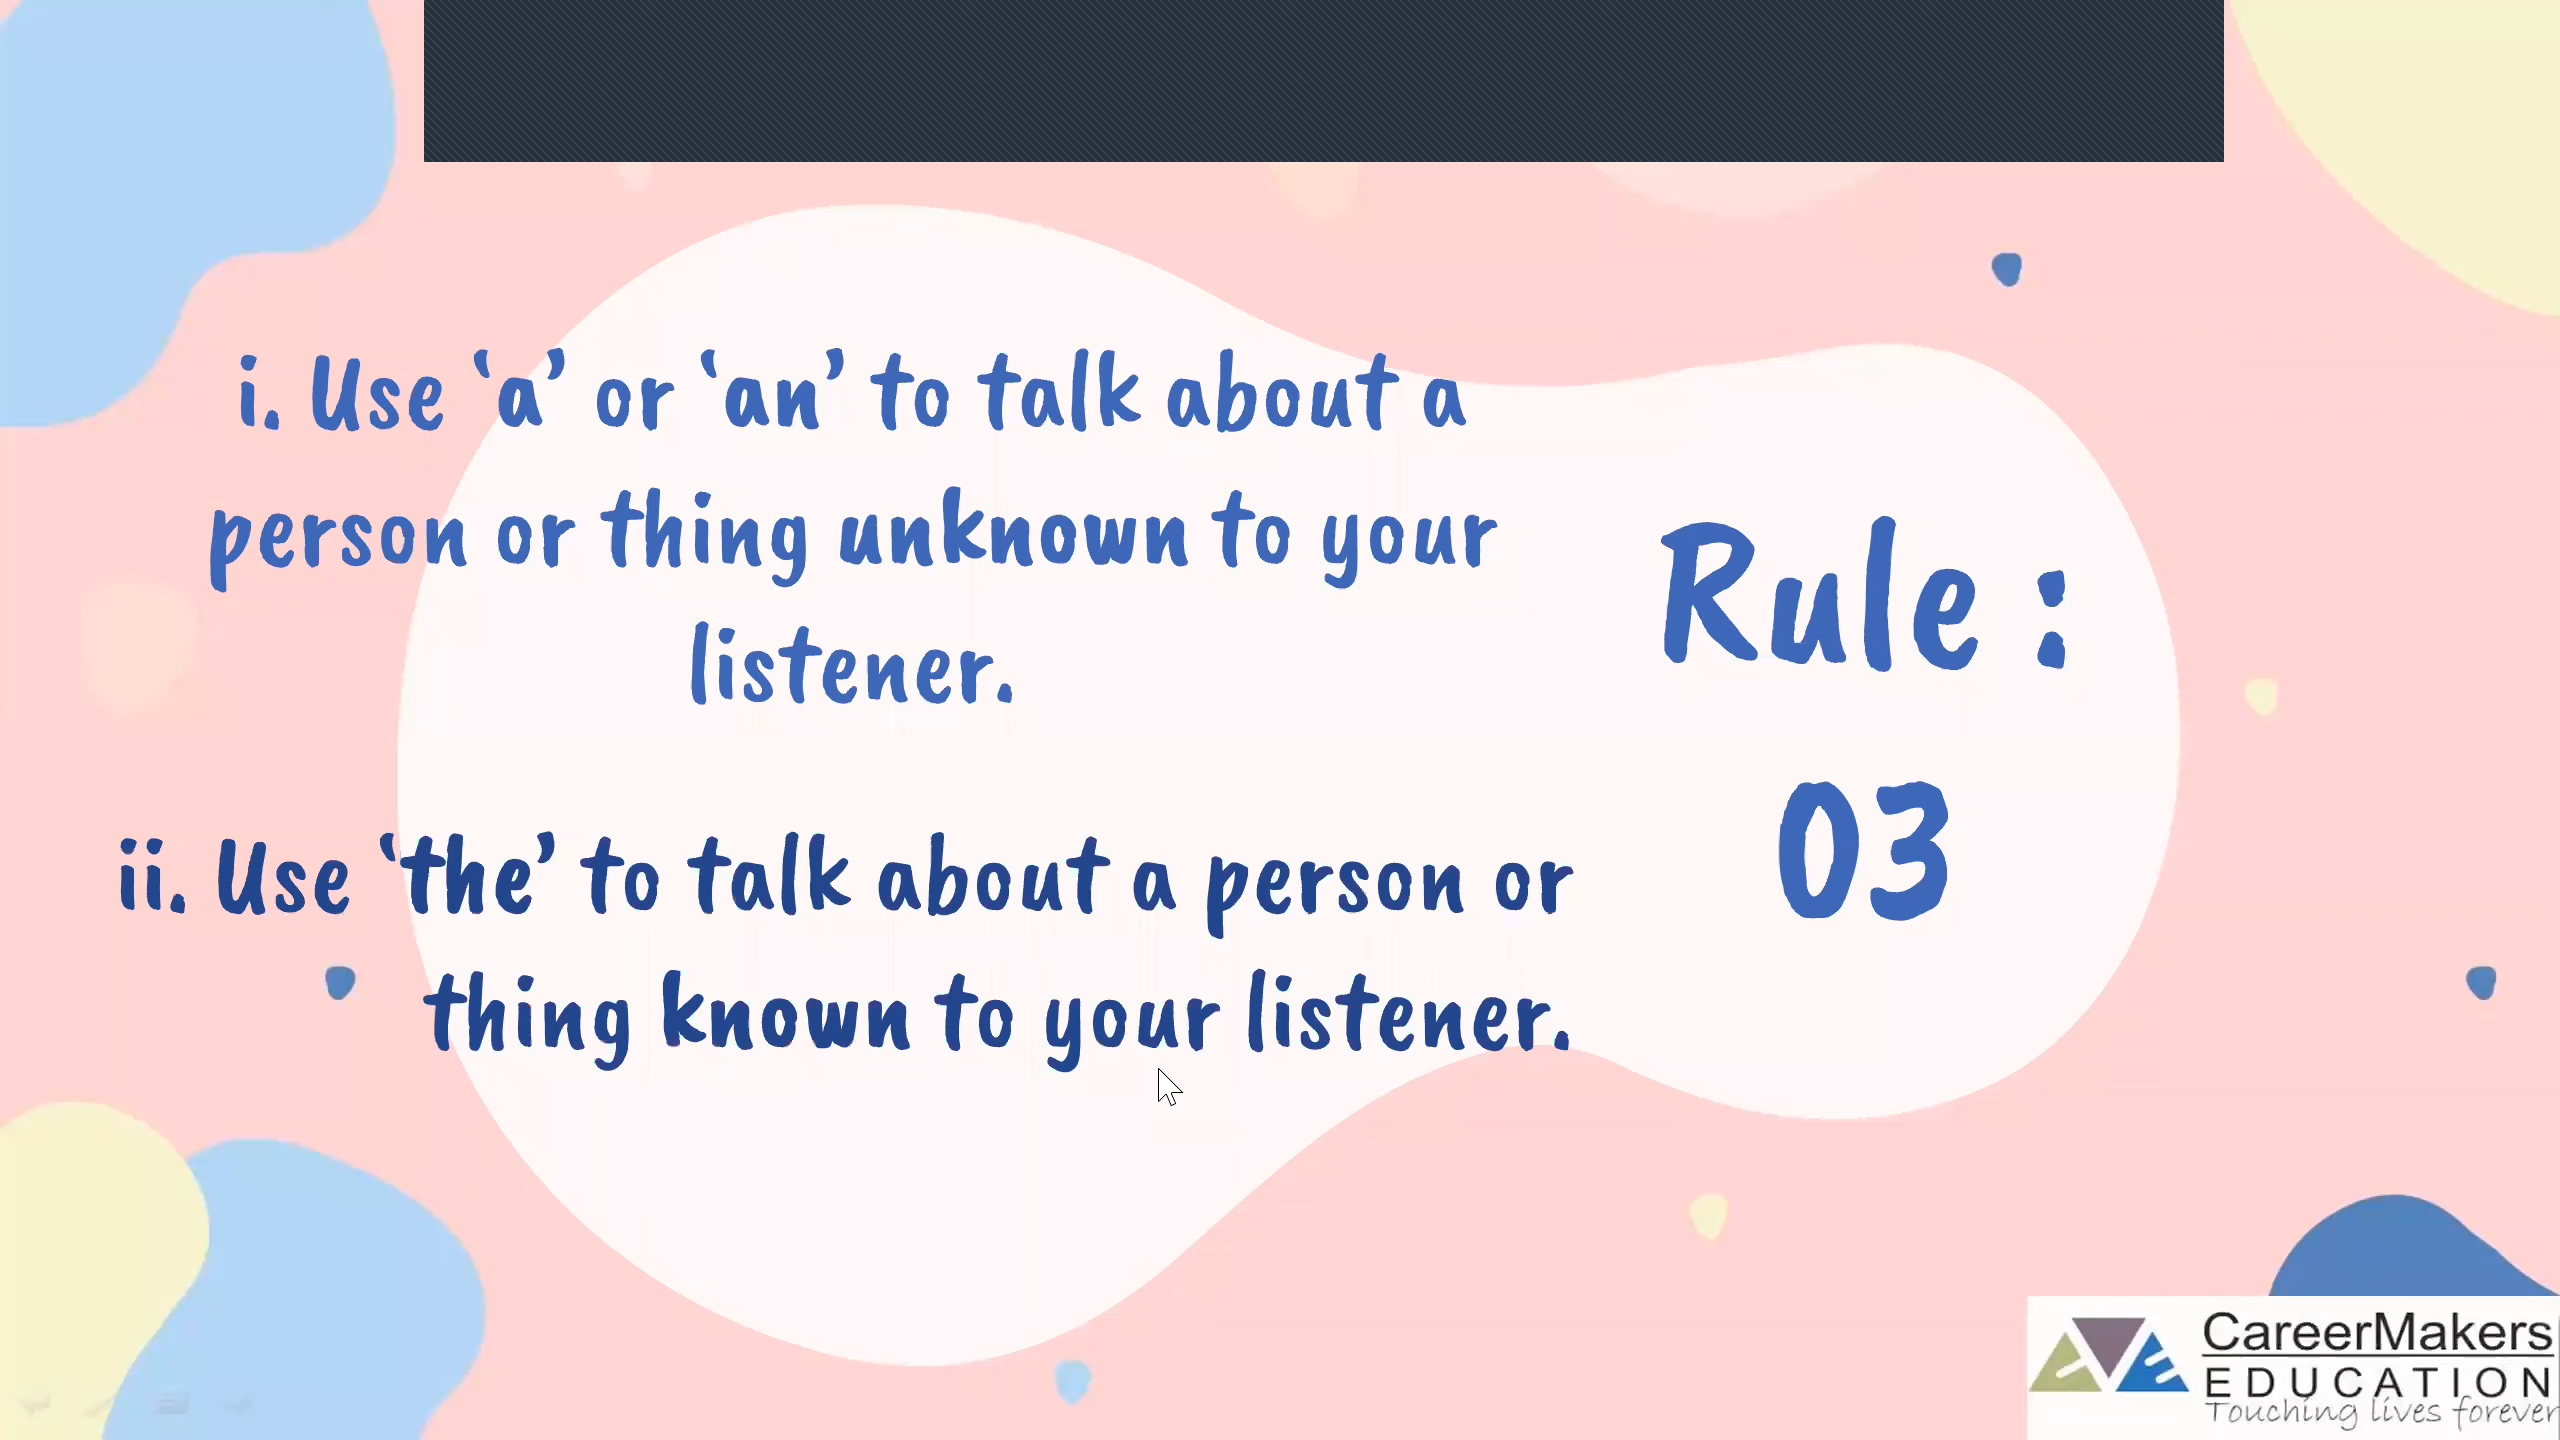 i. Use ‘a’ or ‘an’ to talk about a
person or thing unknown to your
listener.
ii. Use ‘the’ to talk about a person or
thing known to your listener.
Rule :
03
CareerMakers
EDUCATION
Touching lives forever